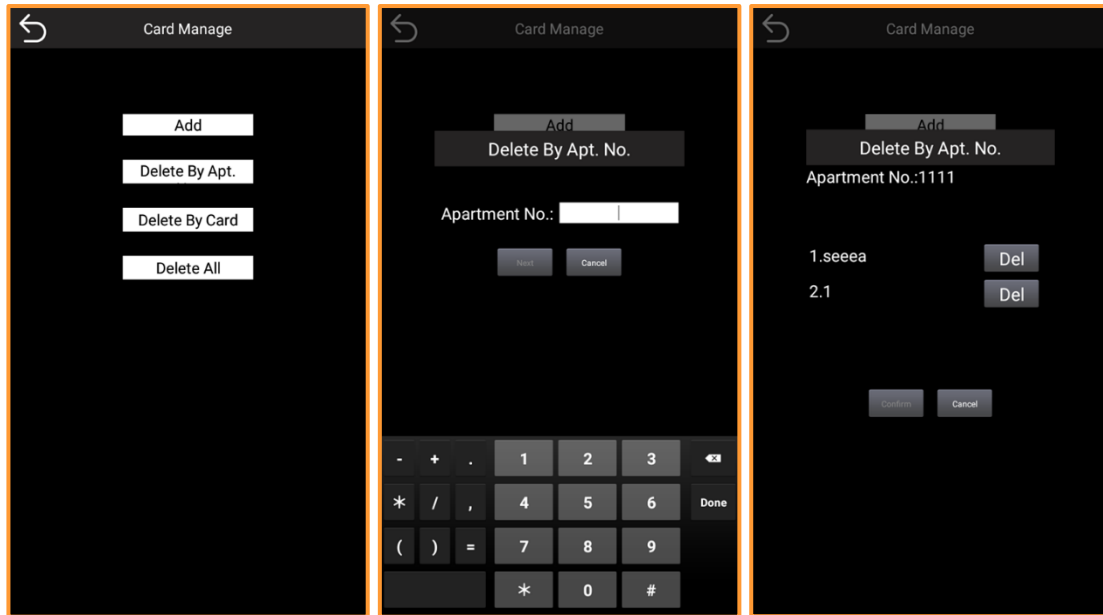 Card Manage
Add
Delete By Apt.
Delete By Card
Delete All
Card Manage
Add
Delete By Apt. No.
Apartment No.:
Next Cancel
- + . 1 2 3
* / , 4 5 6 Done
( ) = 7 8 9
* 0 #
Card Manage
Add
Delete By Apt. No.
Apartment No.:1111
1.seeea Del
2.1 Del
Confirm Cancel